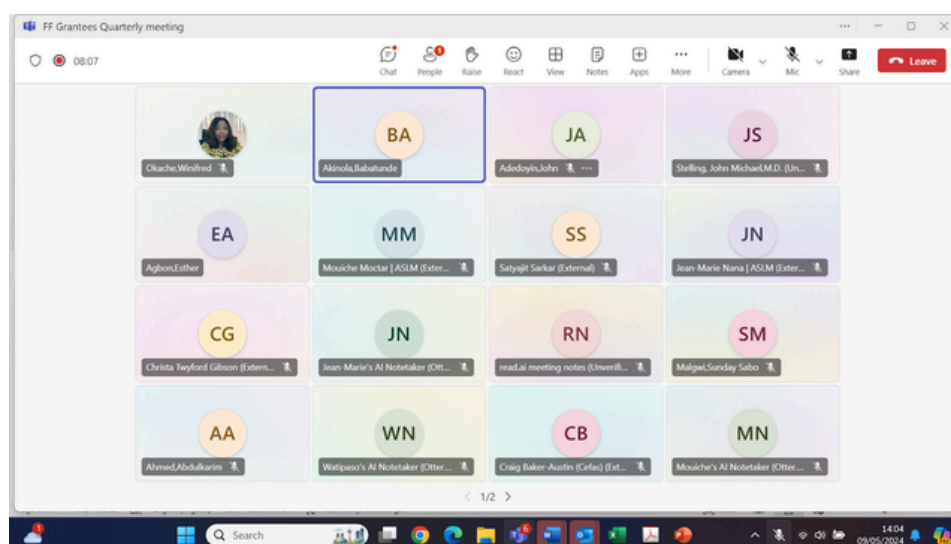 FF Grantees Quarterly meeting
08:07
Chat
People
Raise
React
View
Notes
Apps
More
Camera
Mic
Share
Leave
Okache,Winifred
BA
Akinola,Babatunde
JA
Adedoyin,John
JS
Stelling, John Michael,M.D. (Un...
EA
Agbon,Esther
MM
Mouiche Moctar | ASLM (Exter...
SS
Satyajit Sarkar (External)
JN
Jean-Marie Nana | ASLM (Exter...
CG
Christa Twyford Gibson (Extern...
JN
Jean-Marie's AI Notetaker (Ott...
RN
read.ai meeting notes (Unverifi...
SM
Malgwi,Sunday Sabo
AA
Ahmed,Abdulkarim
WN
Watipaso's AI Notetaker (Otter....
CB
Craig Baker-Austin (Cefas) (Ext...
MN
Mouiche's AI Notetaker (Otter....
1/2
Search
14:04
09/05/2024